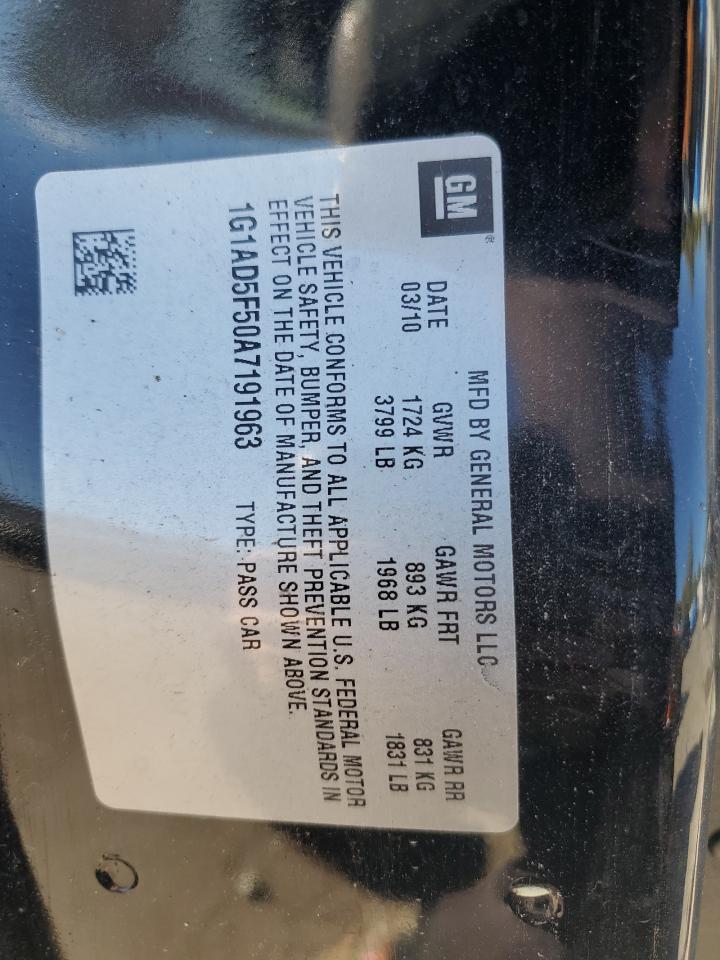 GM®
MFD BY GENERAL MOTORS LLC
DATE GVWR GAWR FRT GAWR RR
03/10 1724 KG 893 KG 831 KG
3799 LB 1968 LB 1831 LB
THIS VEHICLE CONFORMS TO ALL APPLICABLE U.S. FEDERAL MOTOR
VEHICLE SAFETY, BUMPER, AND THEFT PREVENTION STANDARDS IN
EFFECT ON THE DATE OF MANUFACTURE SHOWN ABOVE.
1G1AD5F50A7191963 TYPE: PASS CAR